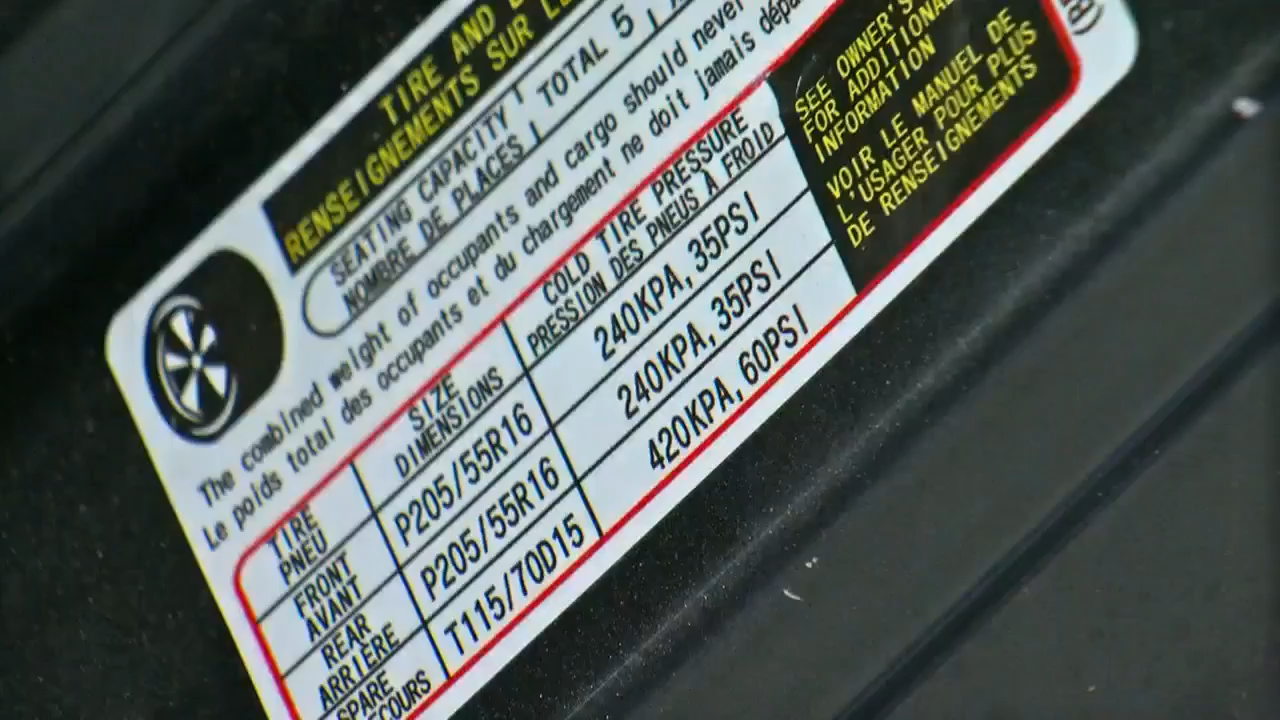 TIRE AND
RENSEIGNEMENTS SUR
SEATING CAPACITY
NOMBRE DE PLACES
TOTAL 5
The combined weight of occupants and cargo should never
Le poids total des occupants et du chargement ne doit jamais
TIRE
PNEU
SIZE
DIMENSIONS
COLD TIRE PRESSURE
PRESSION DES PNEUS À FROID
FRONT
AVANT
P205/55R16
240KPA, 35PSI
REAR
ARRIÈRE
P205/55R16
240KPA, 35PSI
SPARE
T115/70D15
420KPA, 60PSI
SEE OWNER'S
FOR ADDITIONAL
INFORMATION
VOIR LE MANUEL DE
L'USAGER POUR PLUS
DE RENSEIGNEMENTS